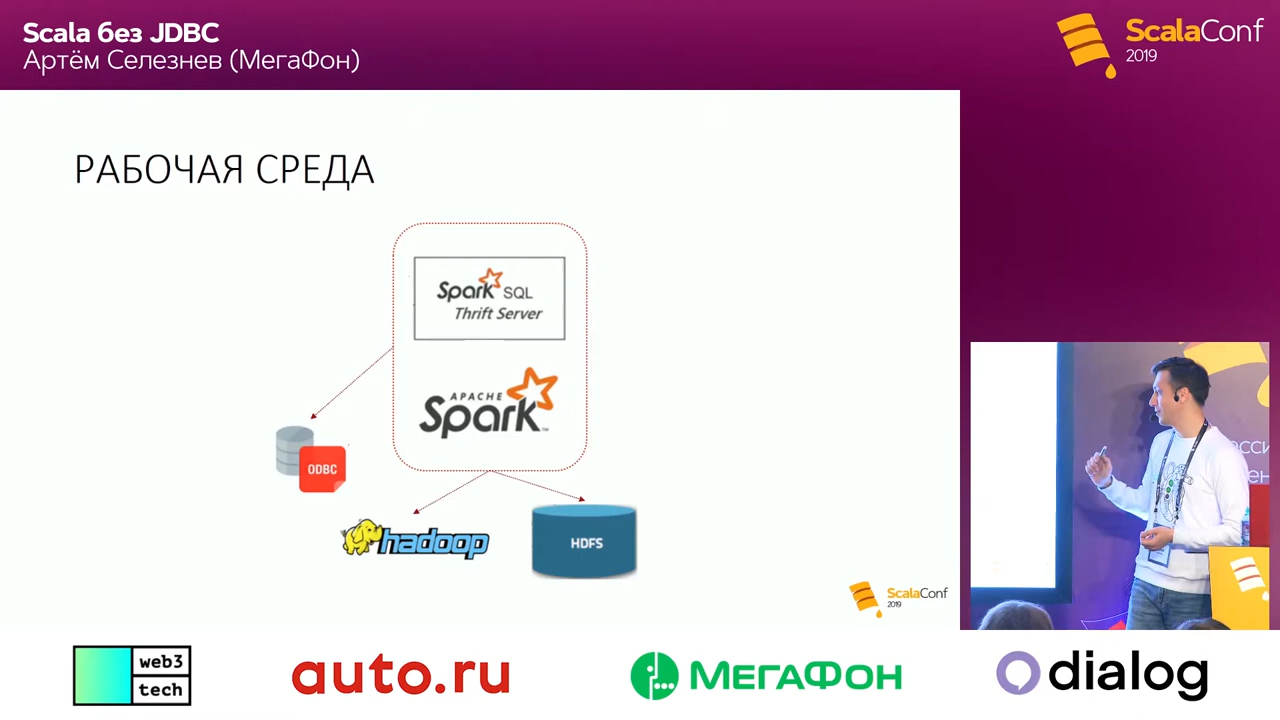 Scala без JDBC
Артём Селезнев (МегаФон)
ScalaConf
2019
РАБОЧАЯ СРЕДА
Spark SQL
Thrift Server
APACHE
Spark™
ODBC
hadoop
HDFS
ScalaConf
2019
web3
tech
auto.ru
МЕГАФОН
dialog